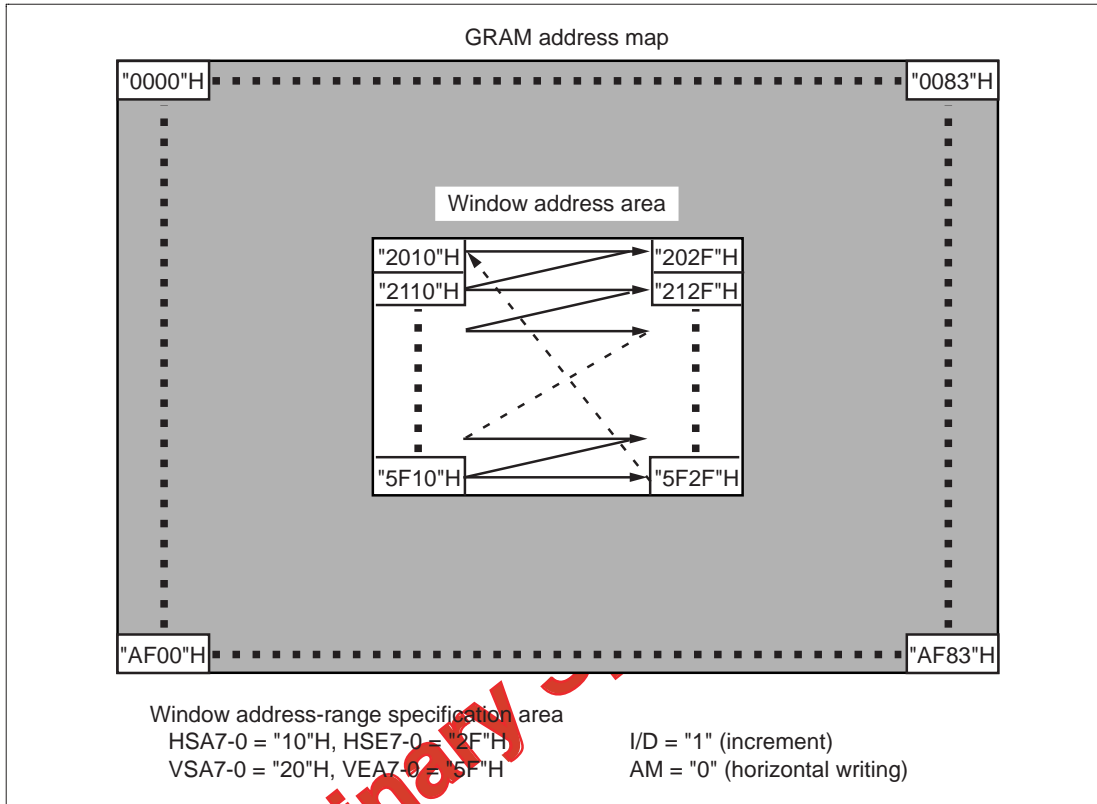 GRAM address map
"0000"H "0083"H
Window address area
"2010"H "202F"H
"2110"H "212F"H
"5F10"H "5F2F"H
"AF00"H "AF83"H
Window address-range specification area
HSA7-0 = "10"H, HSE7-0 = "2F"H I/D = "1" (increment)
VSA7-0 = "20"H, VEA7-0 = "5F"H AM = "0" (horizontal writing)